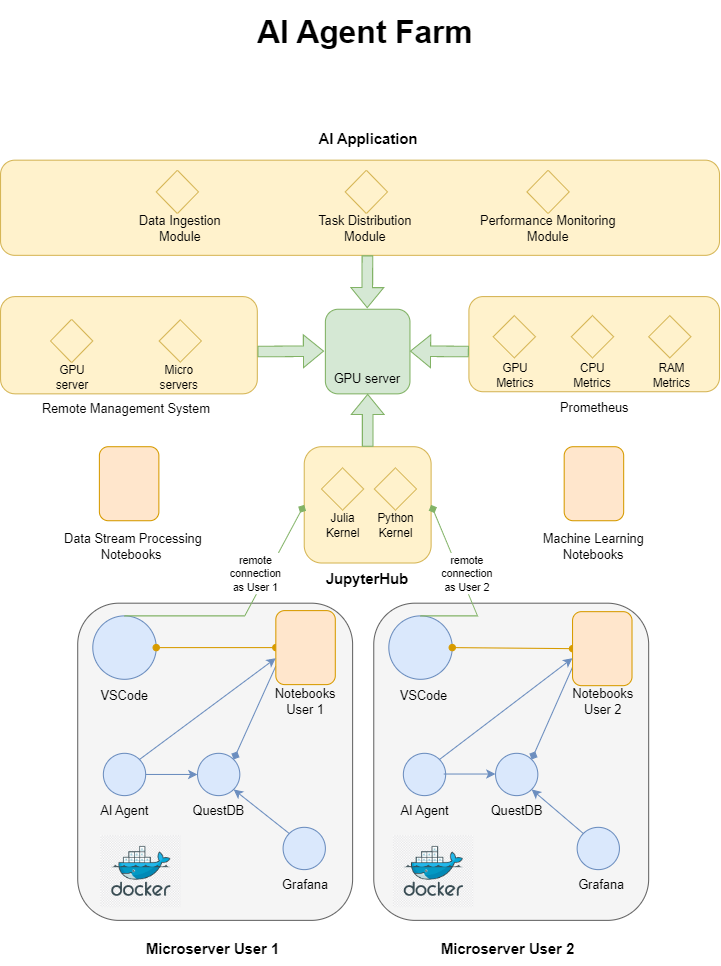 AI Agent Farm
AI Application
Data Ingestion
Module
Task Distribution
Module
Performance Monitoring
Module
GPU
server
Micro
servers
Remote Management System
GPU server
GPU
Metrics
CPU
Metrics
RAM
Metrics
Prometheus
Data Stream Processing
Notebooks
Julia
Kernel
Python
Kernel
JupyterHub
Machine Learning
Notebooks
remote
connection
as User 1
remote
connection
as User 2
VSCode
Notebooks
User 1
AI Agent
QuestDB
Grafana
docker
Microserver User 1
VSCode
Notebooks
User 2
AI Agent
QuestDB
Grafana
docker
Microserver User 2